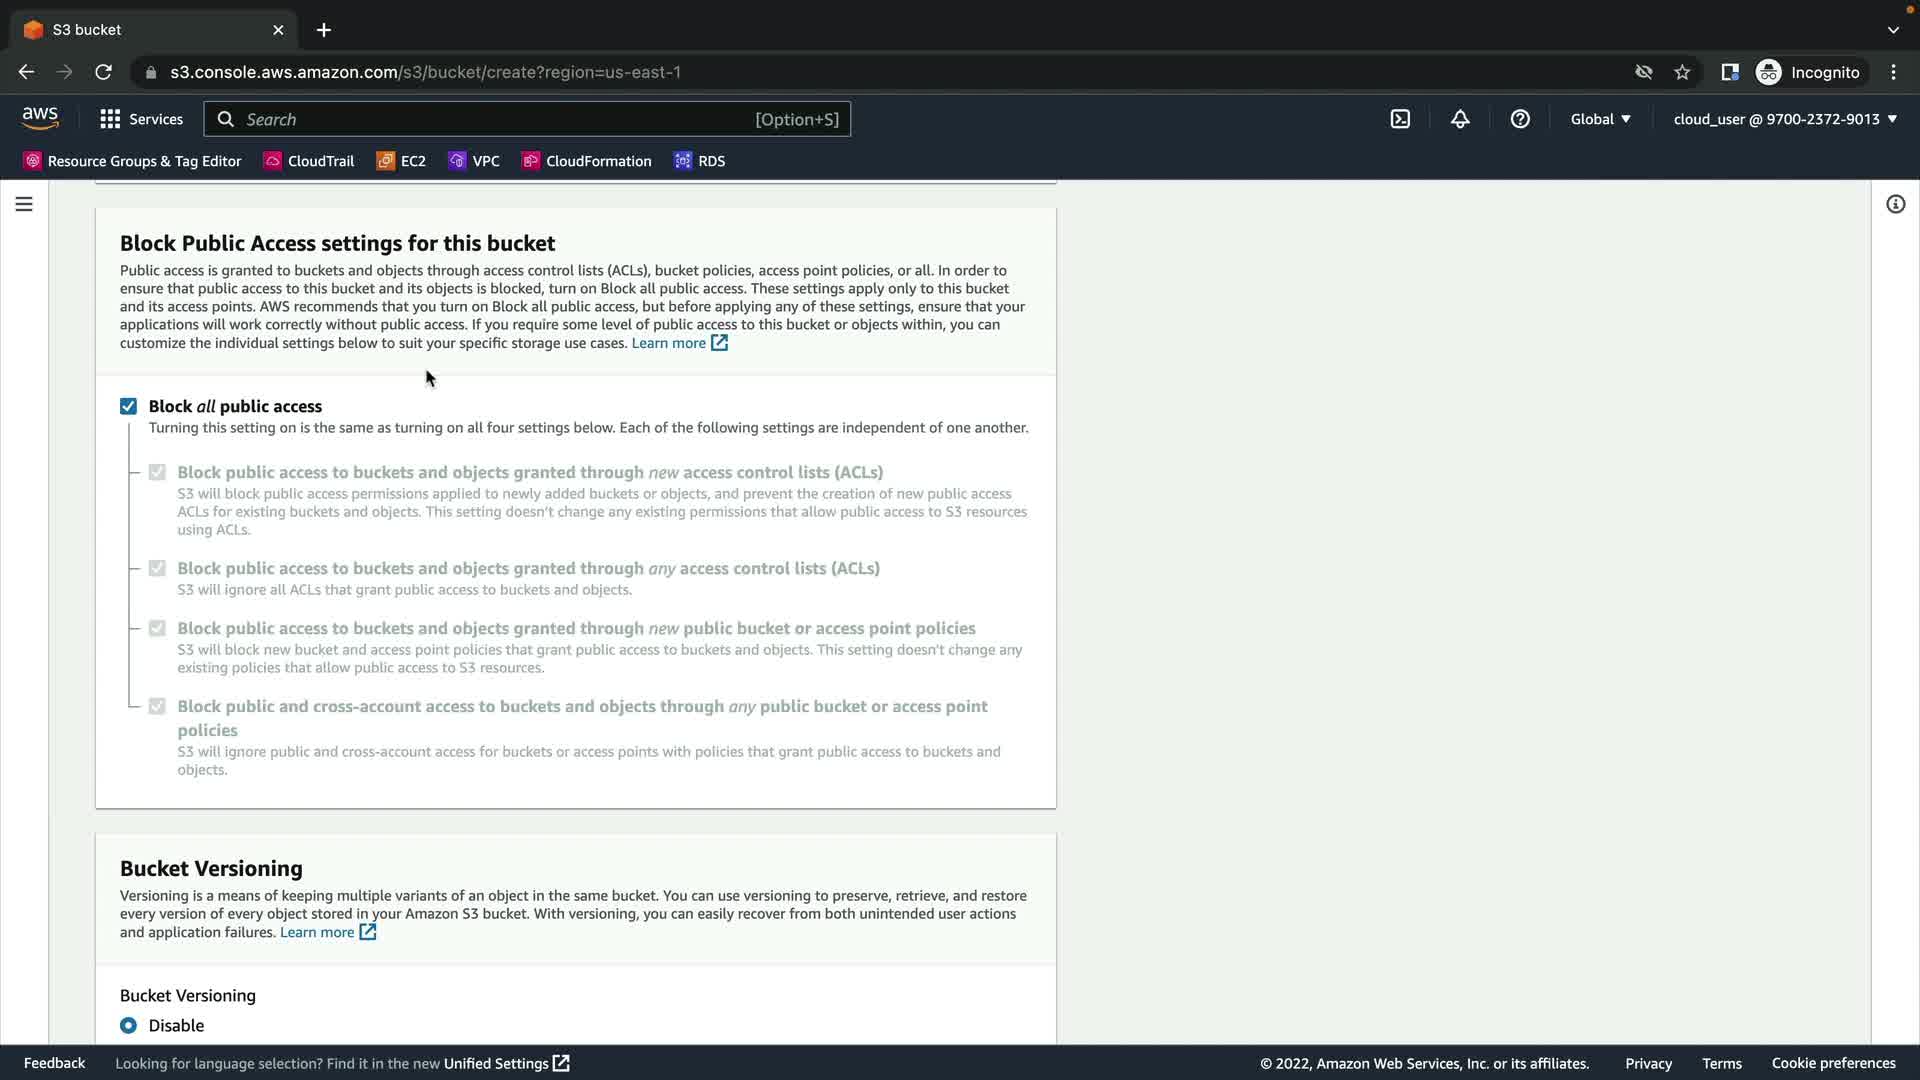 S3 bucket
s3.console.aws.amazon.com/s3/bucket/create?region=us-east-1
Incognito
aws
Services
Search
[Option+S]
Global
cloud_user @ 9700-2372-9013
Resource Groups & Tag Editor
CloudTrail
EC2
VPC
CloudFormation
RDS
Block Public Access settings for this bucket
Public access is granted to buckets and objects through access control lists (ACLs), bucket policies, access point policies, or all. In order to
ensure that public access to this bucket and its objects is blocked, turn on Block all public access. These settings apply only to this bucket
and its access points. AWS recommends that you turn on Block all public access, but before applying any of these settings, ensure that your
applications will work correctly without public access. If you require some level of public access to this bucket or objects within, you can
customize the individual settings below to suit your specific storage use cases. Learn more
Block all public access
Turning this setting on is the same as turning on all four settings below. Each of the following settings are independent of one another.
Block public access to buckets and objects granted through new access control lists (ACLs)
S3 will block public access permissions applied to newly added buckets or objects, and prevent the creation of new public access
ACLs for existing buckets and objects. This setting doesn't change any existing permissions that allow public access to S3 resources
using ACLs.
Block public access to buckets and objects granted through any access control lists (ACLs)
S3 will ignore all ACLs that grant public access to buckets and objects.
Block public access to buckets and objects granted through new public bucket or access point policies
S3 will block new bucket and access point policies that grant public access to buckets and objects. This setting doesn't change any
existing policies that allow public access to S3 resources.
Block public and cross-account access to buckets and objects through any public bucket or access point
policies
S3 will ignore public and cross-account access for buckets or access points with policies that grant public access to buckets and
objects.
Bucket Versioning
Versioning is a means of keeping multiple variants of an object in the same bucket. You can use versioning to preserve, retrieve, and restore
every version of every object stored in your Amazon S3 bucket. With versioning, you can easily recover from both unintended user actions
and application failures. Learn more
Bucket Versioning
Disable
Feedback
Looking for language selection? Find it in the new Unified Settings
© 2022, Amazon Web Services, Inc. or its affiliates.
Privacy
Terms
Cookie preferences